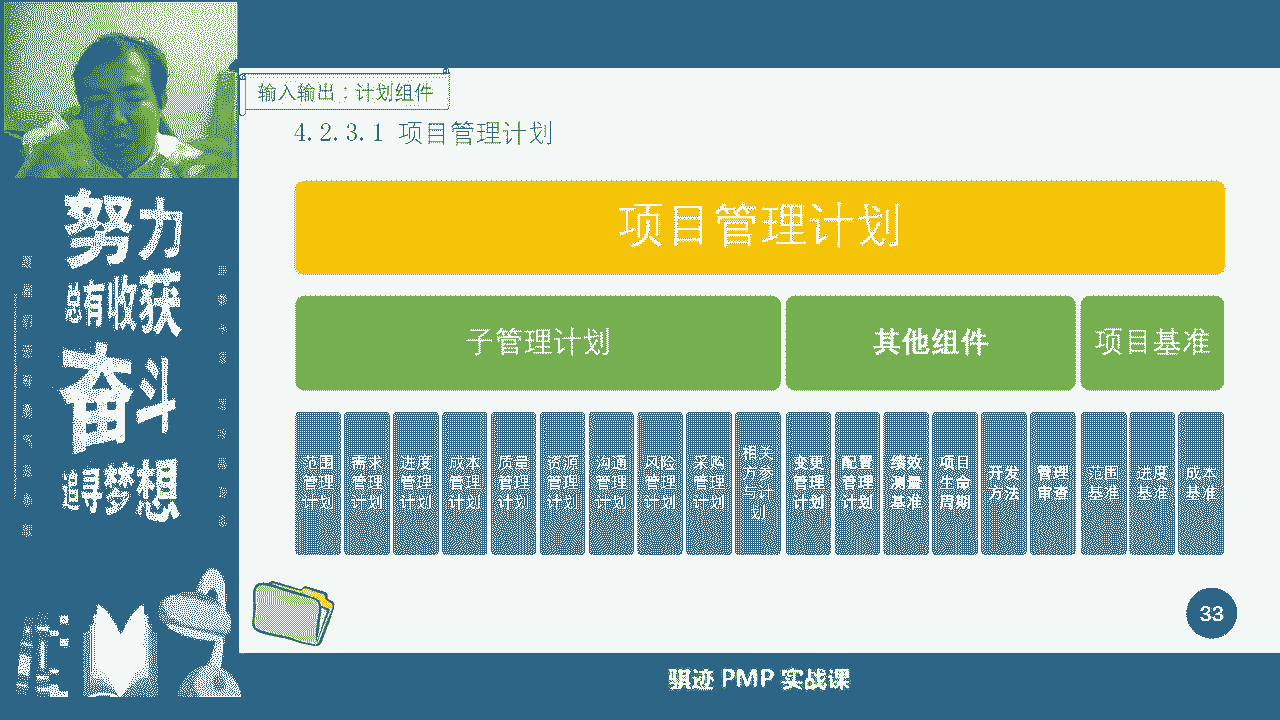 输入输出：计划组件
4.2.3.1 项目管理计划
项目管理计划
子管理计划
其他组件
项目基准
范围管理计划
需求管理计划
进度管理计划
成本管理计划
质量管理计划
资源管理计划
沟通管理计划
风险管理计划
采购管理计划
相关方参与计划
变更管理计划
配置管理计划
绩效测量基准
项目生命周期
开发方法
管理审查
范围基准
进度基准
成本基准
努力
总有收获
奋斗
追寻梦想
33
骐迹 PMP 实战课